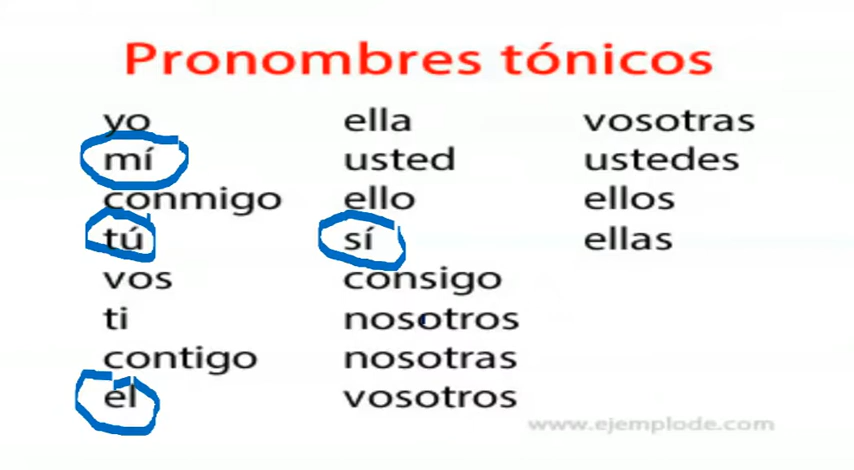 Pronombres tónicos
yo
mí
conmigo
tú
vos
ti
contigo
él
ella
usted
ello
sí
consigo
nosotros
nosotras
vosotros
vosotras
ustedes
ellos
ellas
www.ejemplode.com